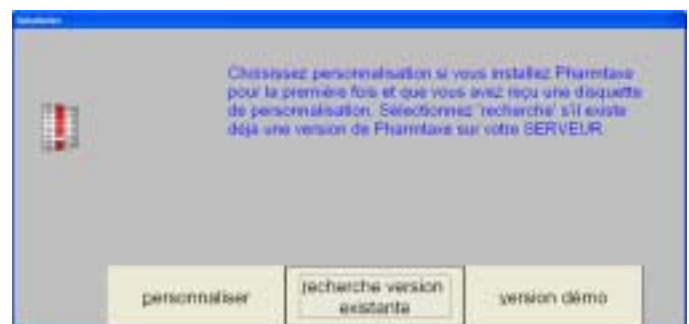 Choisissez personnalisation si vous installez Pharmtaxe
pour la première fois et que vous avez reçu une disquette
de personnalisation. Sélectionnez 'recherche' s'il existe
déjà une version de Pharmtaxe sur votre SERVEUR
personnaliser
recherche version
existante
version démo